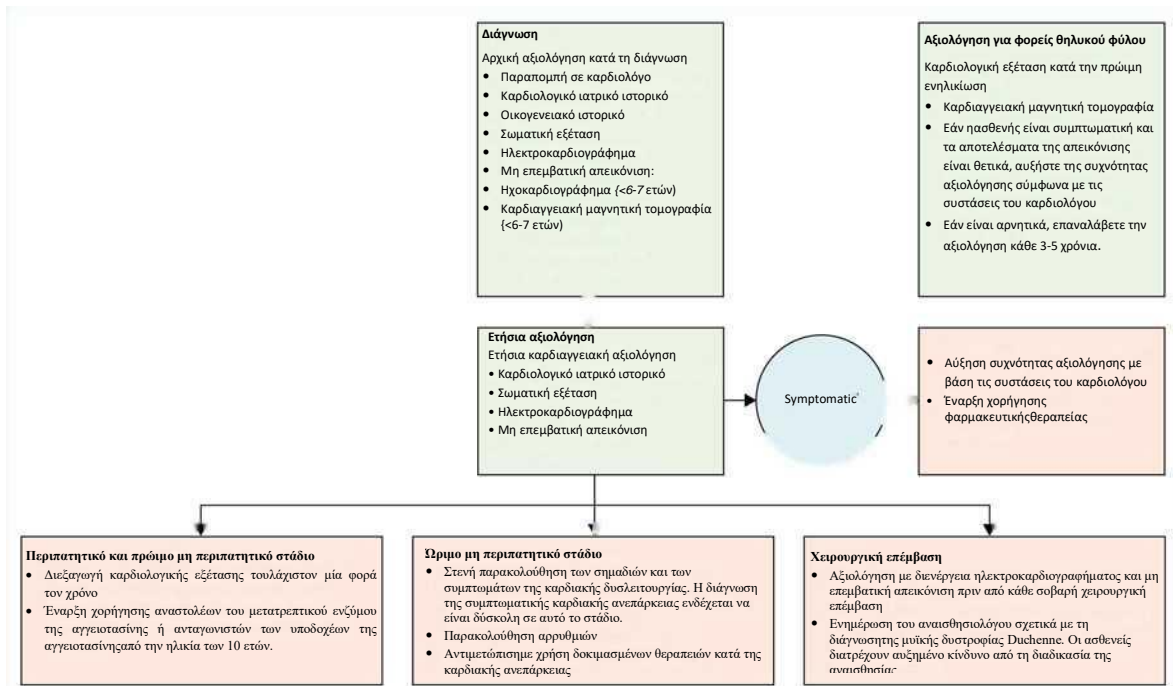 Διάγνωση
Αρχική αξιολόγηση κατά τη διάγνωση
• Παραπομπή σε καρδιολόγο
• Καρδιολογικό ιατρικό ιστορικό
• Οικογενειακό ιστορικό
• Σωματική εξέταση
• Ηλεκτροκαρδιογράφημα
• Μη επεμβατική απεικόνιση:
• Ηχοκαρδιογράφημα {<6-7 ετών)
• Καρδιαγγειακή μαγνητική τομογραφία
{<6-7 ετών)
Αξιολόγηση για φορείς θηλυκού φύλου
Καρδιολογική εξέταση κατά την πρώιμη
ενηλικίωση
• Καρδιαγγειακή μαγνητική τομογραφία
• Εάν ηασθενής είναι συμπτωματική και
τα αποτελέσματα της απεικόνισης
είναι θετικά, αυξήστε της συχνότητας
αξιολόγησης σύμφωνα με τις
συστάσεις του καρδιολόγου
• Εάν είναι αρνητικά, επαναλάβετε την
αξιολόγηση κάθε 3-5 χρόνια.
Ετήσια αξιολόγηση
Ετήσια καρδιαγγειακή αξιολόγηση
• Καρδιολογικό ιατρικό ιστορικό
• Σωματική εξέταση
• Ηλεκτροκαρδιογράφημα
• Μη επεμβατική απεικόνιση
Symptomatic
• Αύξηση συχνότητας αξιολόγησης με
βάση τις συστάσεις του καρδιολόγου
• Έναρξη χορήγησης
φαρμακευτικήςθεραπείας
Περιπατητικό και πρώιμο μη περιπατητικό στάδιο
• Διεξαγωγή καρδιολογικής εξέτασης τουλάχιστον μία φορά
τον χρόνο
• Έναρξη χορήγησης αναστολέων του μετατρεπτικού ενζύμου
της αγγειοτασίνης ή ανταγωνιστών των υποδοχέων της
αγγειοτασίνηςαπό την ηλικία των 10 ετών.
Ώριμο μη περιπατητικό στάδιο
• Στενή παρακολούθηση των σημαδιών και των
συμπτωμάτων της καρδιακής δυσλειτουργίας. Η διάγνωση
της συμπτωματικής καρδιακής ανεπάρκειας ενδέχεται να
είναι δύσκολη σε αυτό το στάδιο.
• Παρακολούθηση αρρυθμιών
• Αντιμετώπισημε χρήση δοκιμασμένων θεραπειών κατά της
καρδιακής ανεπάρκειας
Χειρουργική επέμβαση
• Αξιολόγηση με διενέργεια ηλεκτροκαρδιογραφήματος και μη
επεμβατική απεικόνιση πριν από κάθε σοβαρή χειρουργική
επέμβαση
• Ενημέρωση του αναισθησιολόγου σχετικά με τη
διάγνωσητης μυϊκής δυστροφίας Duchenne. Οι ασθενείς
διατρέχουν αυξημένο κίνδυνο από τη διαδικασία της
αναισθησίας